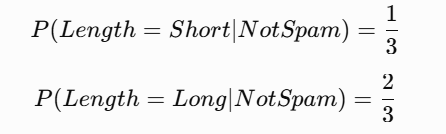 P(Length = Short|NotSpam) = 1/3
P(Length = Long|NotSpam) = 2/3